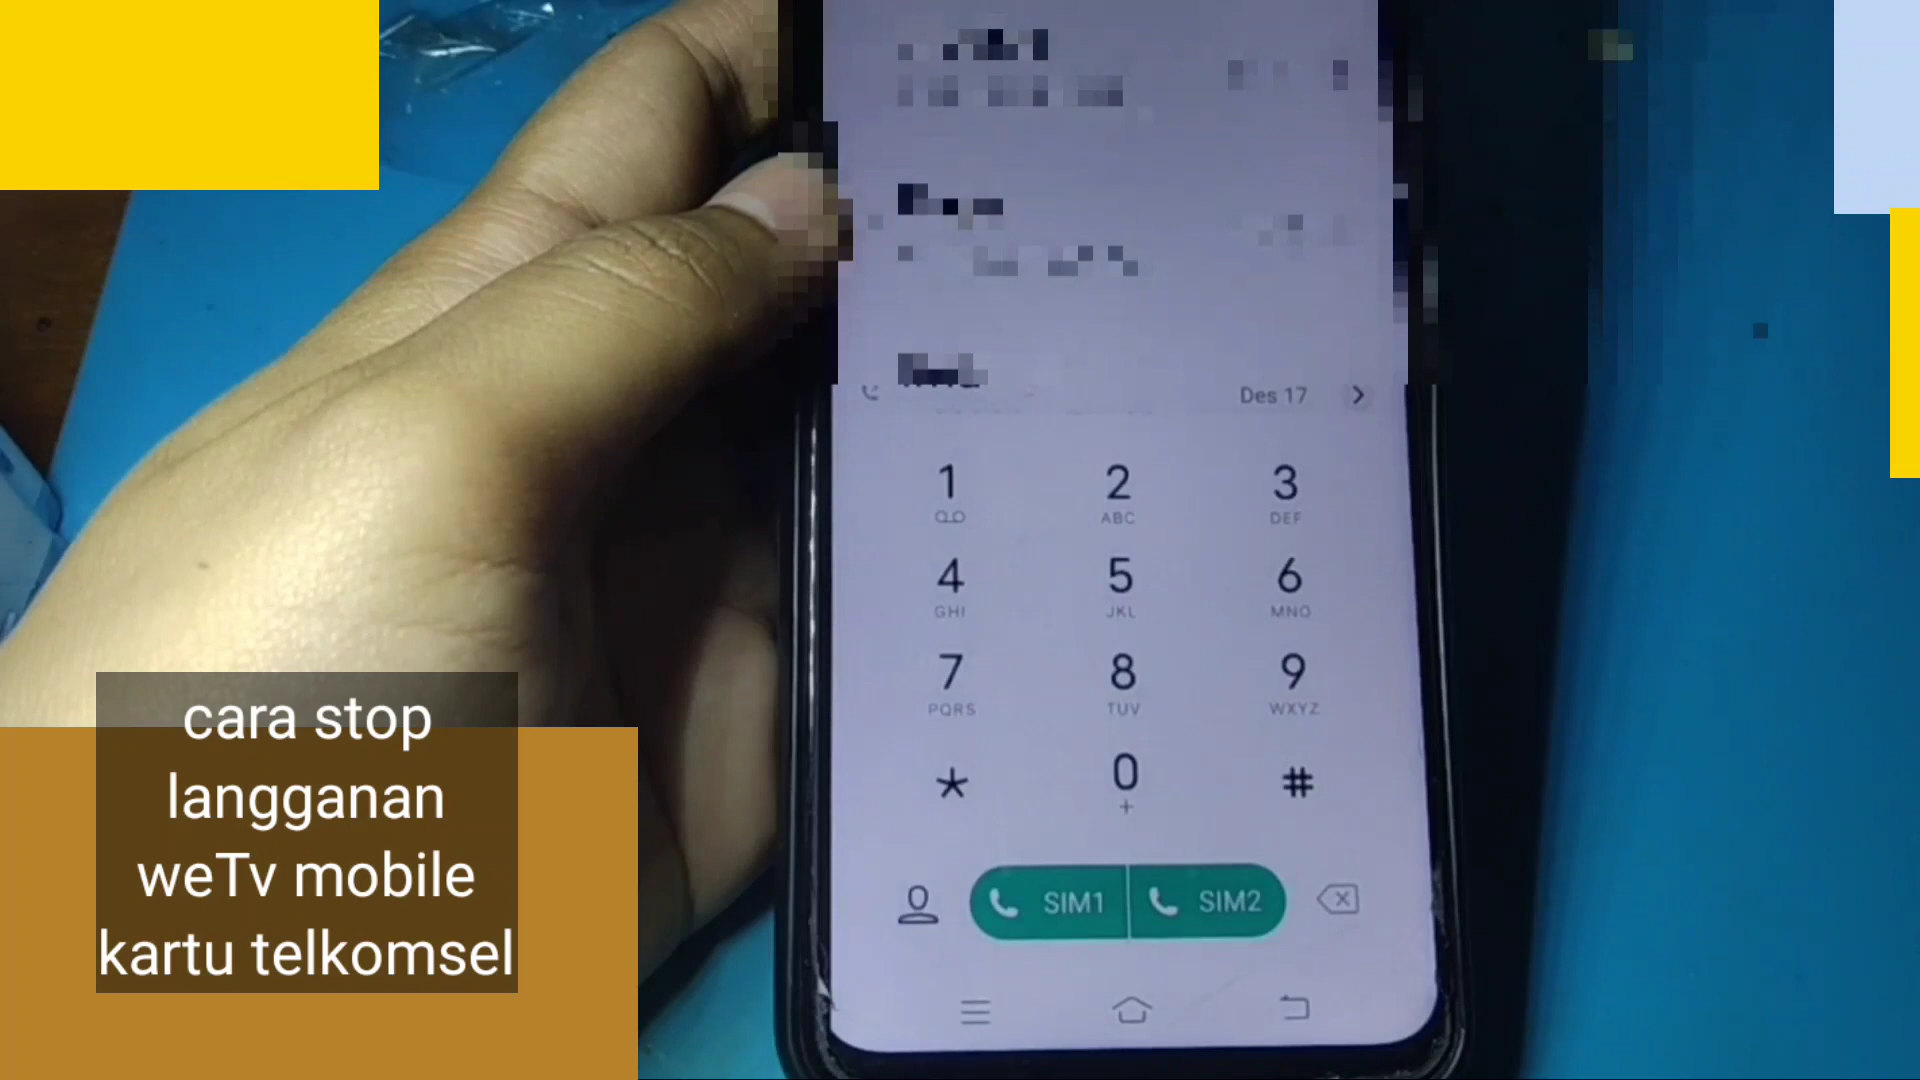 Des 17
1
2
ABC
3
DEF
4
GHI
5
JKL
6
MNO
7
PQRS
8
TUV
9
WXYZ
*
0
+
#
SIM1
SIM2
cara stop
langganan
weTv mobile
kartu telkomsel